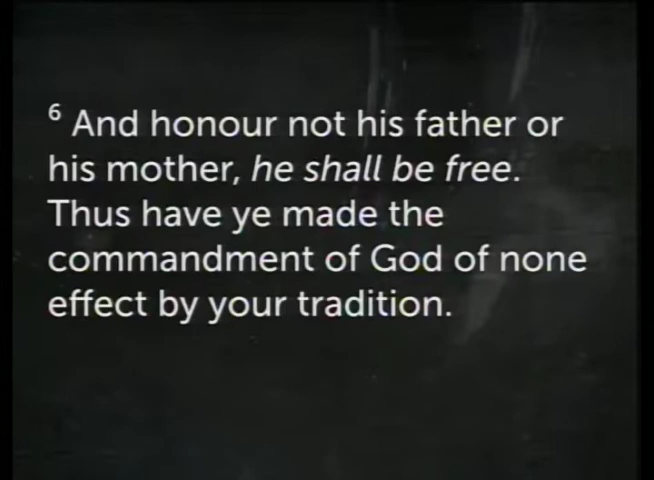 6 And honour not his father or
his mother, he shall be free.
Thus have ye made the
commandment of God of none
effect by your tradition.